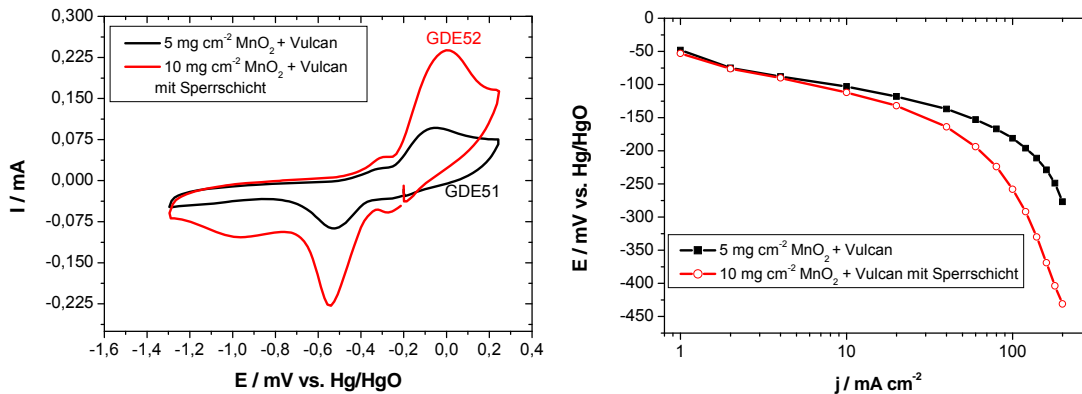 5 mg cm⁻² MnO₂ + Vulcan
10 mg cm⁻² MnO₂ + Vulcan
mit Sperrschicht
GDE52
GDE51
0,300
0,225
0,150
0,075
0,000
-0,075
-0,150
0,225
I / mA
-1,6 -1,4 -1,2 -1,0 -0,8 -0,6 -0,4 -0,2 0,0 0,2 0,4
E / mV vs. Hg/HgO
0
-50
-100
-150
-200
-250
-300
-350
-400
-450
E / mV vs. Hg/HgO
5 mg cm⁻² MnO₂ + Vulcan
10 mg cm⁻² MnO₂ + Vulcan mit Sperrschicht
1 10 100
j / mA cm⁻²